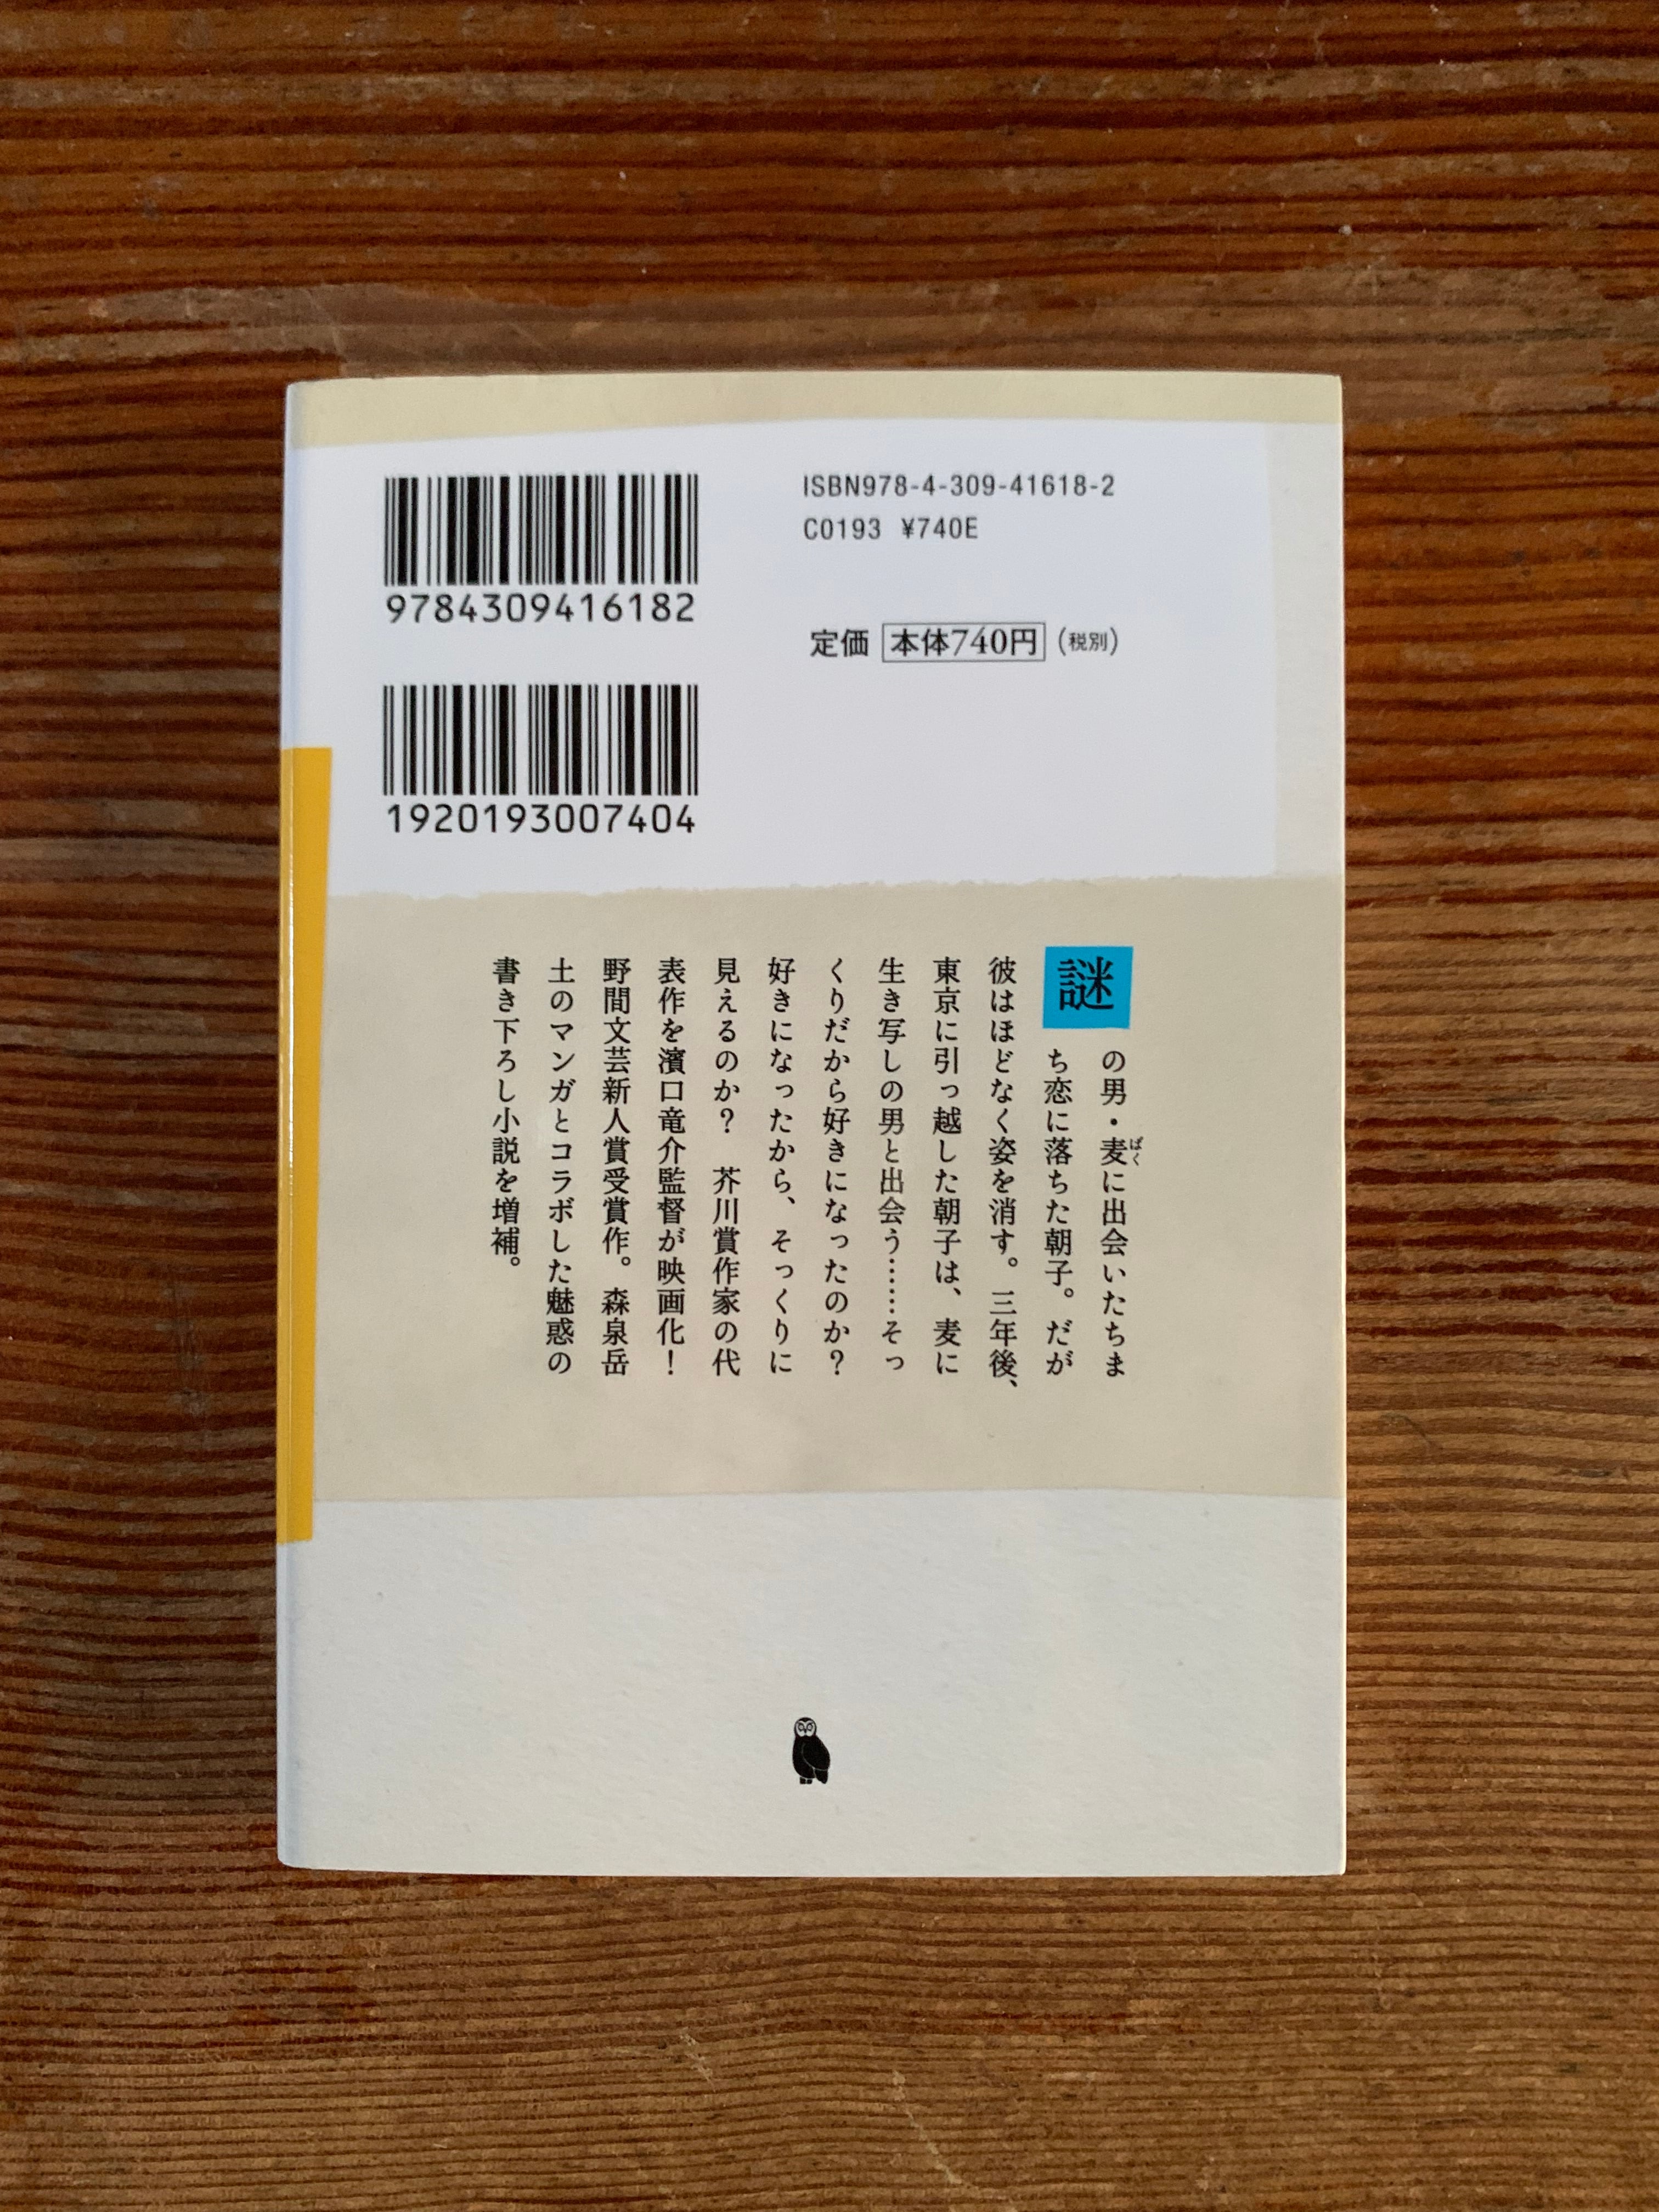 ISBN978-4-309-41618-2
C0193 ¥740E
9784309416182
定価 本体740円 (税別)
1920193007404
謎の男・麦に出会いたちま
ばく
ち恋に落ちた朝子。だが
彼はほどなく姿を消す。三年後、
東京に引っ越した朝子は、麦に
生き写しの男と出会う……そっ
くりだから好きになったのか？
好きになったから、そっくりに
見えるのか？　芥川賞作家の代
表作を濱口竜介監督が映画化！
野間文芸新人賞受賞作。森泉岳
土のマンガとコラボした魅惑の
書き下ろし小説を増補。